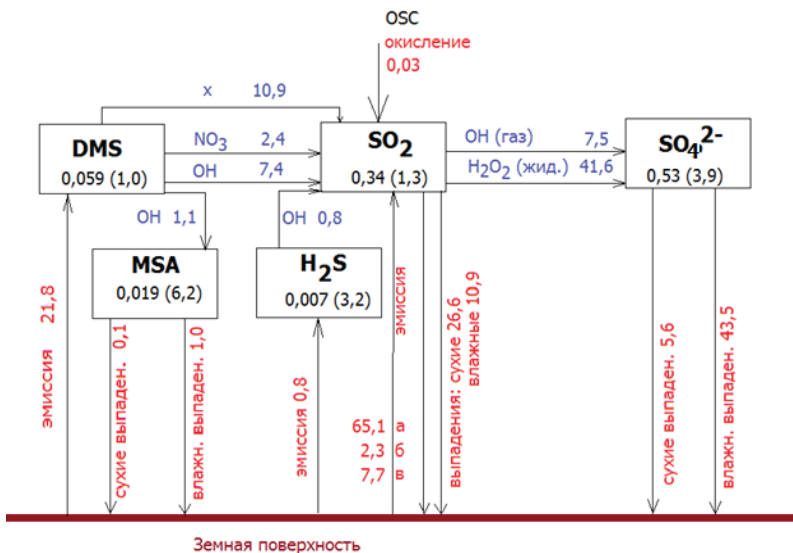 OSC
окисление
0,03
x 10,9
DMS
0,059 (1,0)
NO3 2,4
OH 7,4
SO2
0,34 (1,3)
OH (газ) 7,5
H2O2 (жид.) 41,6
SO4, 2-
0,53 (3,9)
OH 1,1
OH 0,8
MSA
0,019 (6,2)
H2S
0,007 (3,2)
эмиссия 21,8
сухие выпаден. 0,1
влажн. выпаден. 1,0
эмиссия 0,8
эмиссия
65,1 а
2,3 б
7,7 в
выпадения: сухие 26,6
влажные 10,9
сухие выпаден. 5,6
влажн. выпаден. 43,5
Земная поверхность